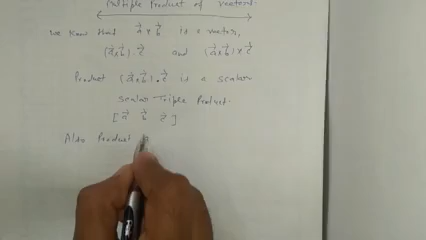 Multiple Product of vectors
we know that a⃗ × b⃗ is a vector,
(a⃗×b⃗).c⃗ and (a⃗×b⃗)×c⃗
Product (a⃗×b⃗).c⃗ is a scalar
scalar Triple Product.
[a⃗ b⃗ c⃗]
Also Product